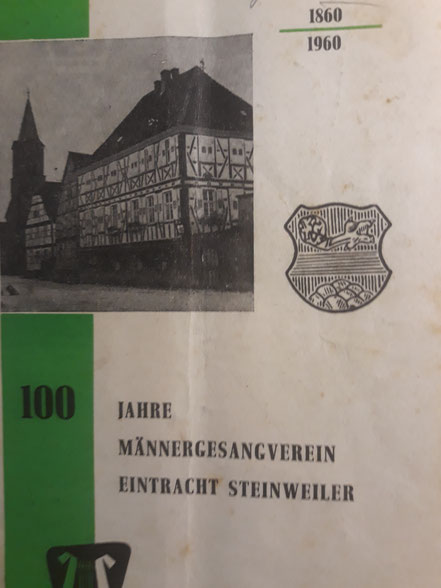 1860
1960
100 JAHRE
MÄNNERGESANGVEREIN
EINTRACHT STEINWEILER